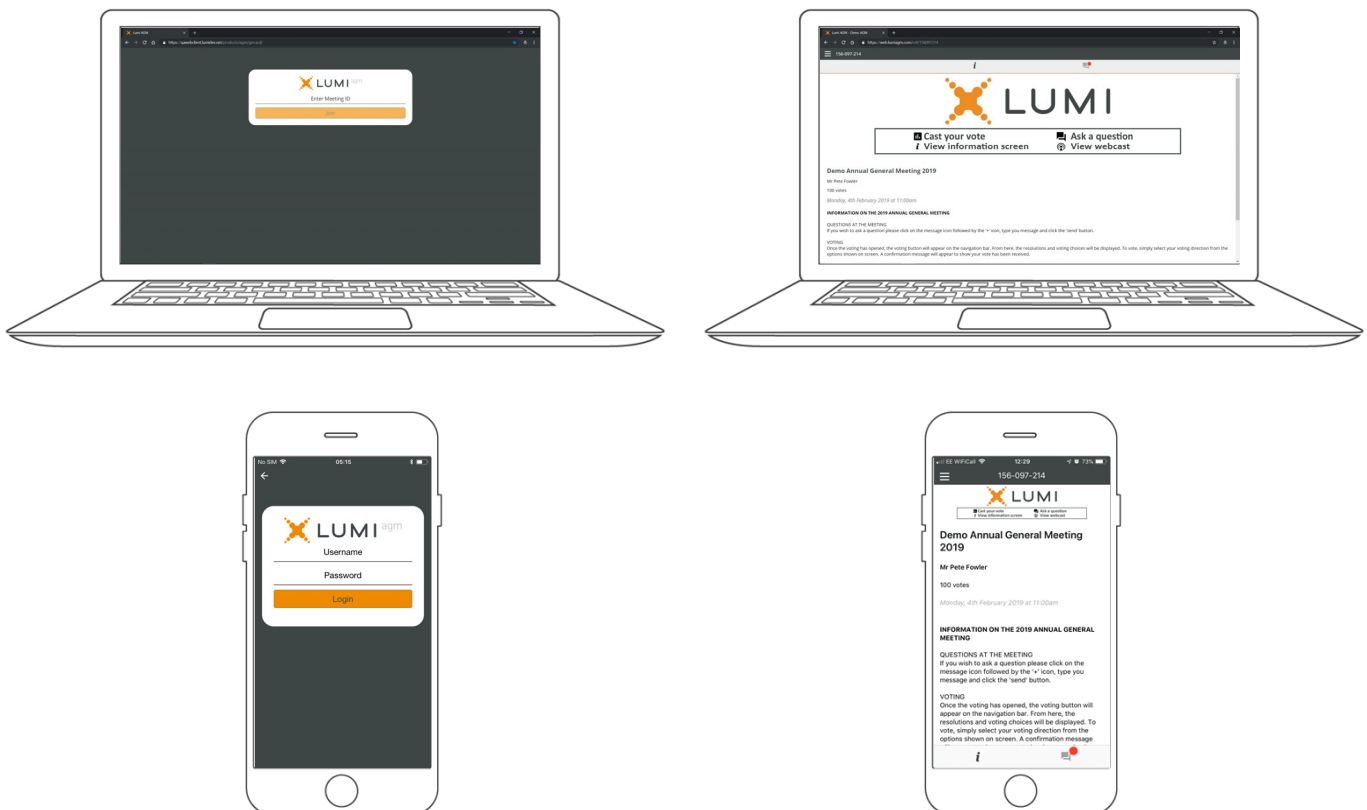 Lumi AGM
LUMI agm
Enter Meeting ID
Join
Lumi AGM - Demo AGM
156-097-214
i
LUMI
Cast your vote
Ask a question
i View information screen
View webcast
Demo Annual General Meeting 2019
Mr Pete Fowler
100 votes
Monday, 4th February 2019 at 11:00am
INFORMATION ON THE 2019 ANNUAL GENERAL MEETING
QUESTIONS AT THE MEETING
If you wish to ask a question please click on the message icon followed by the '+' icon, type you message and click the 'send' button.
VOTING
Once the voting has opened, the voting button will appear on the navigation bar. From here, the resolutions and voting choices will be displayed. To vote, simply select your voting direction from the
options shown on screen. A confirmation message will appear to show your vote has been received.
No SIM 05:15
LUMI agm
Username
Password
Login
EE WiFiCall 12:29 73%
156-097-214
LUMI
Cast your vote
Ask a question
i View information screen
View webcast
Demo Annual General Meeting
2019
Mr Pete Fowler
100 votes
Monday, 4th February 2019 at 11:00am
INFORMATION ON THE 2019 ANNUAL GENERAL
MEETING
QUESTIONS AT THE MEETING
If you wish to ask a question please click on the
message icon followed by the '+' icon, type you
message and click the 'send' button.
VOTING
Once the voting has opened, the voting button will
appear on the navigation bar. From here, the
resolutions and voting choices will be displayed. To
vote, simply select your voting direction from the
options shown on screen. A confirmation message
i